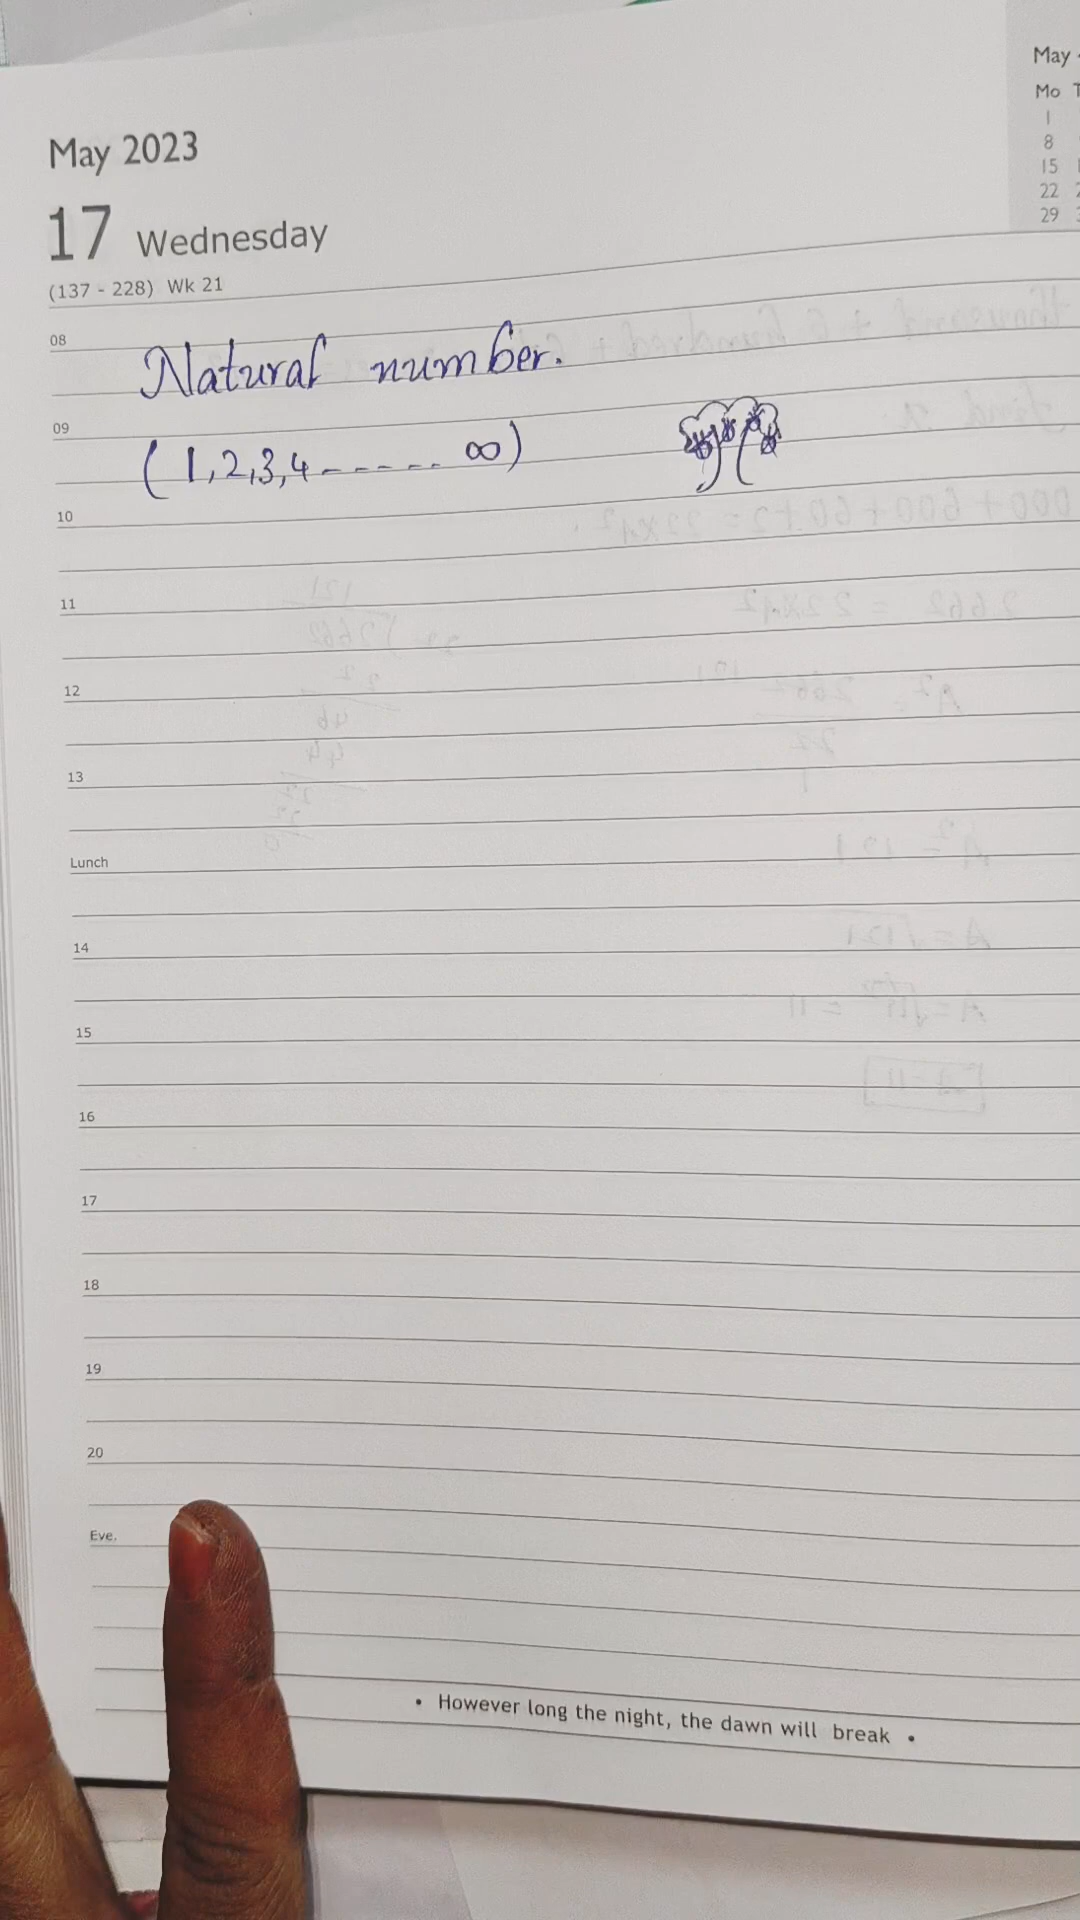 May 2023
17 Wednesday
(137 - 228) Wk 21
May
Mo
1
8
15
22
29
08
Natural number.
09
(1,2,3,4------ ∞)
10
11
12
13
Lunch
14
15
16
17
18
19
20
Eve.
• However long the night, the dawn will break •